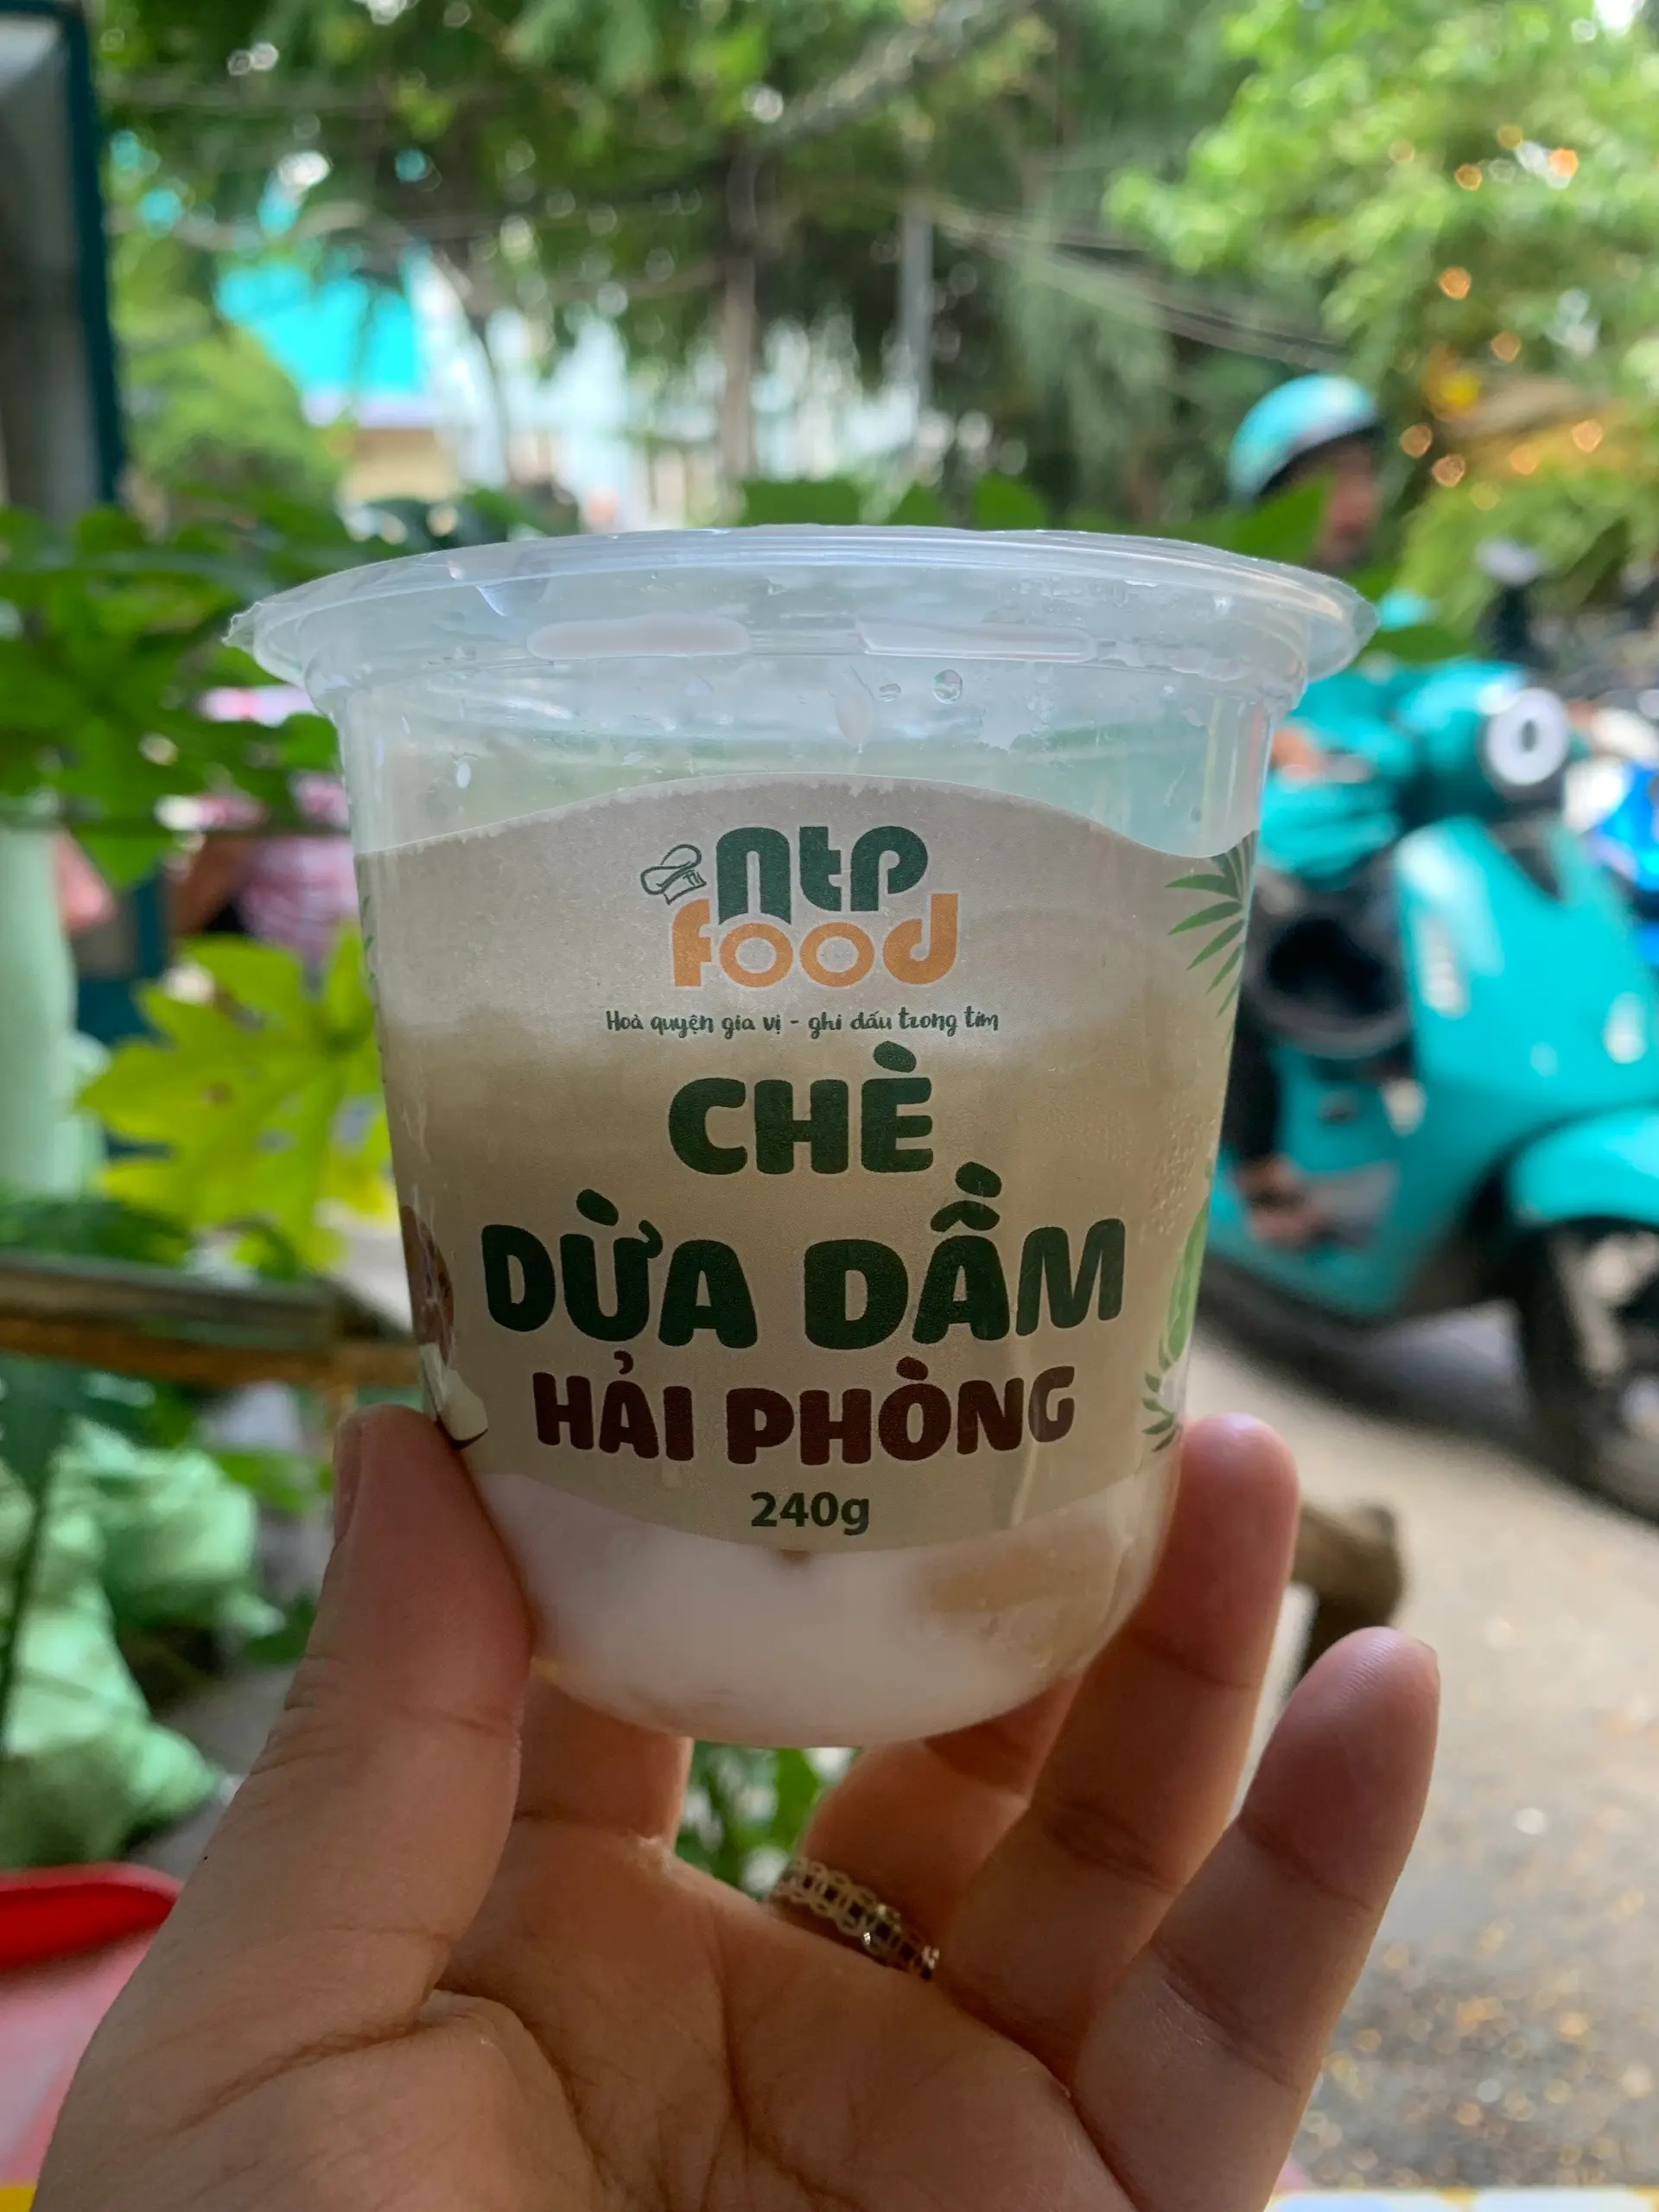 ntp
food
Hoà quyện gia vị - ghi dấu trong tim
CHÈ
DỪA DẦM
HẢI PHÒNG
240g